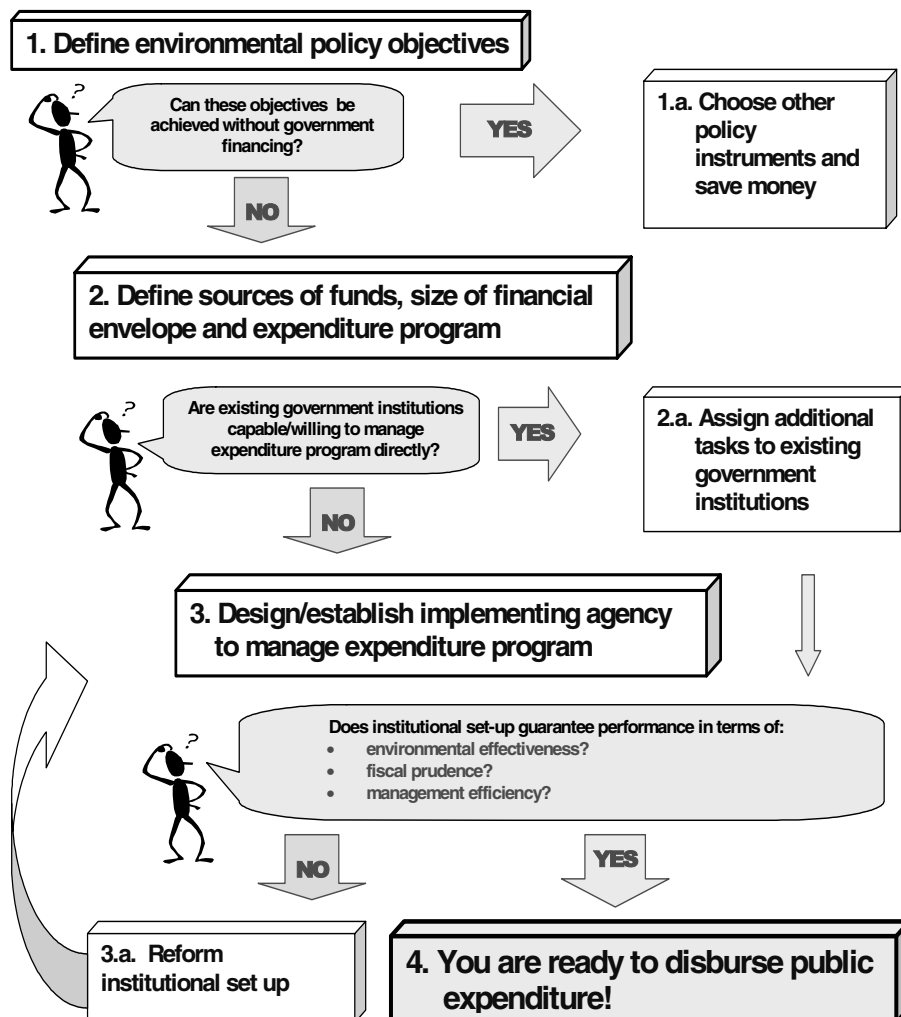 1. Define environmental policy objectives
?
Can these objectives be
achieved without government
financing?
YES
1.a. Choose other
policy
instruments and
save money
NO
2. Define sources of funds, size of financial
envelope and expenditure program
?
Are existing government institutions
capable/willing to manage
expenditure program directly?
YES
2.a. Assign additional
tasks to existing
government
institutions
NO
3. Design/establish implementing agency
to manage expenditure program
?
Does institutional set-up guarantee performance in terms of:
• environmental effectiveness?
• fiscal prudence?
• management efficiency?
NO
YES
3.a. Reform
institutional set up
4. You are ready to disburse public
expenditure!